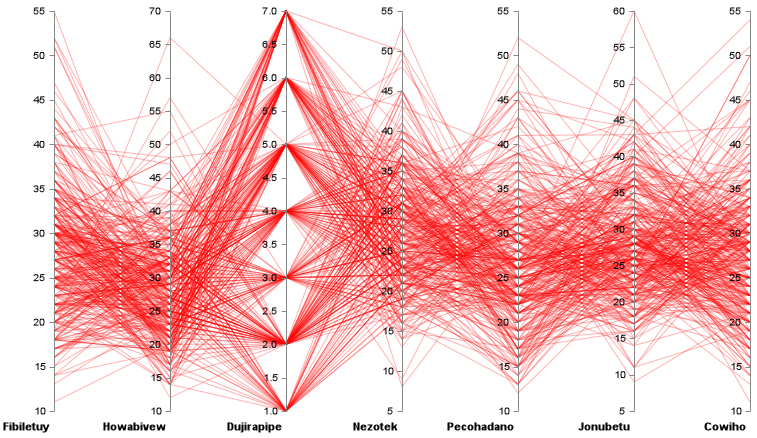 55 70 7.0 55 55 60 55
50 65 6.5 50 50 55 50
60 6.0 45 50
45 55 5.5 45 45 45
50 5.0 40 40
40 45 4.5 35 40 40 40
35 40 4.0 30 35 35 35
30 35 3.5 25 30 30 30
25 30 3.0 20 25 25 25
20 25 2.5 15 20 20 20
15 20 2.0 10 15 15 15
10 15 1.5 5 10 10 10
10 1.0 5
Fibiletuy Howabivew Dujirapipe Nezotek Pecohadano Jonubetu Cowiho